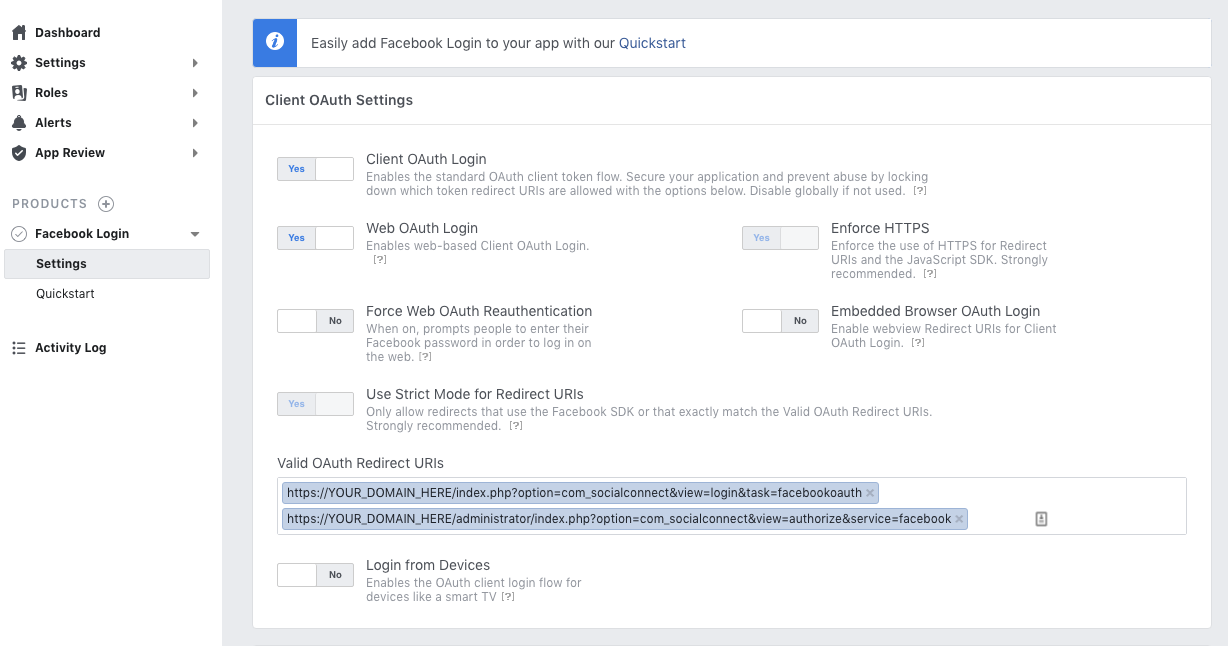 Dashboard
Settings
Roles
Alerts
App Review
PRODUCTS
Facebook Login
Settings
Quickstart
Activity Log
Easily add Facebook Login to your app with our Quickstart
Client OAuth Settings
Yes
Client OAuth Login
Enables the standard OAuth client token flow. Secure your application and prevent abuse by locking
down which token redirect URIs are allowed with the options below. Disable globally if not used. [?]
Yes
Web OAuth Login
Enables web-based Client OAuth Login.
[?]
Yes
Enforce HTTPS
Enforce the use of HTTPS for Redirect
URIs and the JavaScript SDK. Strongly
recommended. [?]
No
Force Web OAuth Reauthentication
When on, prompts people to enter their
Facebook password in order to log in on
the web. [?]
No
Embedded Browser OAuth Login
Enable webview Redirect URIs for Client
OAuth Login. [?]
Yes
Use Strict Mode for Redirect URIs
Only allow redirects that use the Facebook SDK or that exactly match the Valid OAuth Redirect URIs.
Strongly recommended. [?]
Valid OAuth Redirect URIs
https://YOUR_DOMAIN_HERE/index.php?option=com_socialconnect&view=login&task=facebookoauth
https://YOUR_DOMAIN_HERE/administrator/index.php?option=com_socialconnect&view=authorize&service=facebook
No
Login from Devices
Enables the OAuth client login flow for
devices like a smart TV [?]